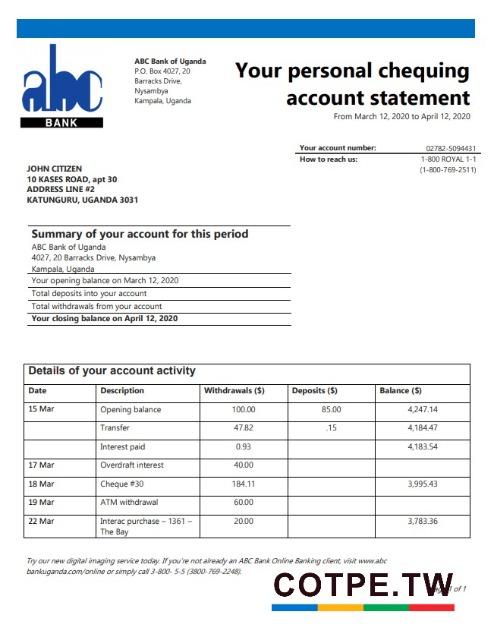 abc
BANK
ABC Bank of Uganda
P.O. Box 4027, 20
Barracks Drive,
Nysambya
Kampala, Uganda
Your personal chequing
account statement
From March 12, 2020 to April 12, 2020
Your account number: 02782-5094431
How to reach us: 1-800 ROYAL 1-1
(1-800-769-2511)
JOHN CITIZEN
10 KASES ROAD, apt 30
ADDRESS LINE #2
KATUNGURU, UGANDA 3031
Summary of your account for this period
ABC Bank of Uganda
4027, 20 Barracks Drive, Nysambya
Kampala, Uganda
Your opening balance on March 12, 2020
Total deposits into your account
Total withdrawals from your account
Your closing balance on April 12, 2020
Details of your account activity
Date Description Withdrawals ($) Deposits ($) Balance ($)
15 Mar Opening balance 100.00 85.00 4,247.14
Transfer 47.82 .15 4,184.47
Interest paid 0.93 4,183.54
17 Mar Overdraft interest 40.00
18 Mar Cheque #30 184.11 3,995.43
19 Mar ATM withdrawal 60.00
22 Mar Interac purchase – 1361 – 20.00 3,783.36
The Bay
Try our new digital imaging service today. If you're not already an ABC Bank Online Banking client, visit www.abc
bankuganda.com/online or simply call 3-800- 5-5 (3800-769-2248).
1 of 1
COTPE.TW